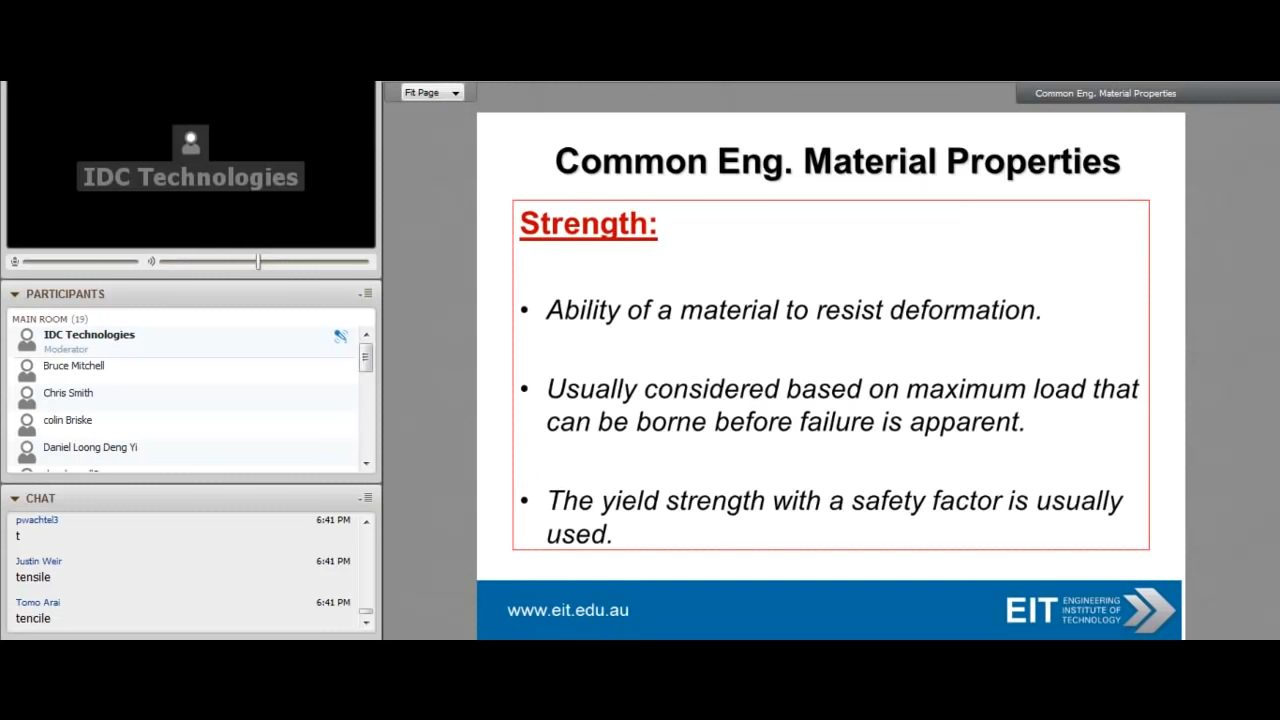 IDC Technologies
PARTICIPANTS
MAIN ROOM (19)
IDC Technologies
Moderator
Bruce Mitchell
Chris Smith
colin Briske
Daniel Loong Deng Yi
CHAT
pwachtel3 6:41 PM
t
Justin Weir 6:41 PM
tensile
Tomo Arai 6:41 PM
tencile
Fit Page
Common Eng. Material Properties
Common Eng. Material Properties
Strength:
• Ability of a material to resist deformation.
• Usually considered based on maximum load that
can be borne before failure is apparent.
• The yield strength with a safety factor is usually
used.
www.eit.edu.au
EIT
ENGINEERING
INSTITUTE OF
TECHNOLOGY